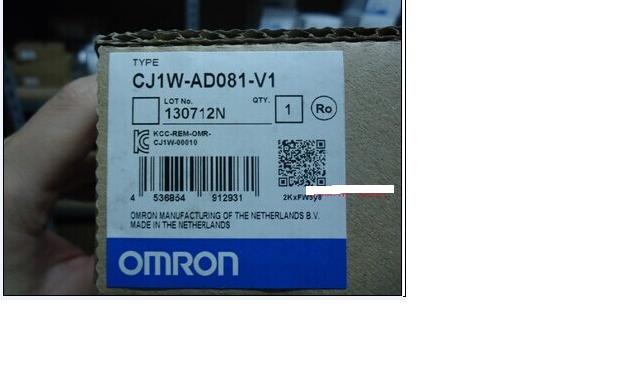 TYPE
CJ1W-AD081-V1
LOT No. QTY.
130712N 1 Ro
KCC-REM-OMR-
CJ1W-00010
4 536854 912931
2KxFW5y8
OMRON MANUFACTURING OF THE NETHERLANDS B.V.
MADE IN THE NETHERLANDS
OMRON